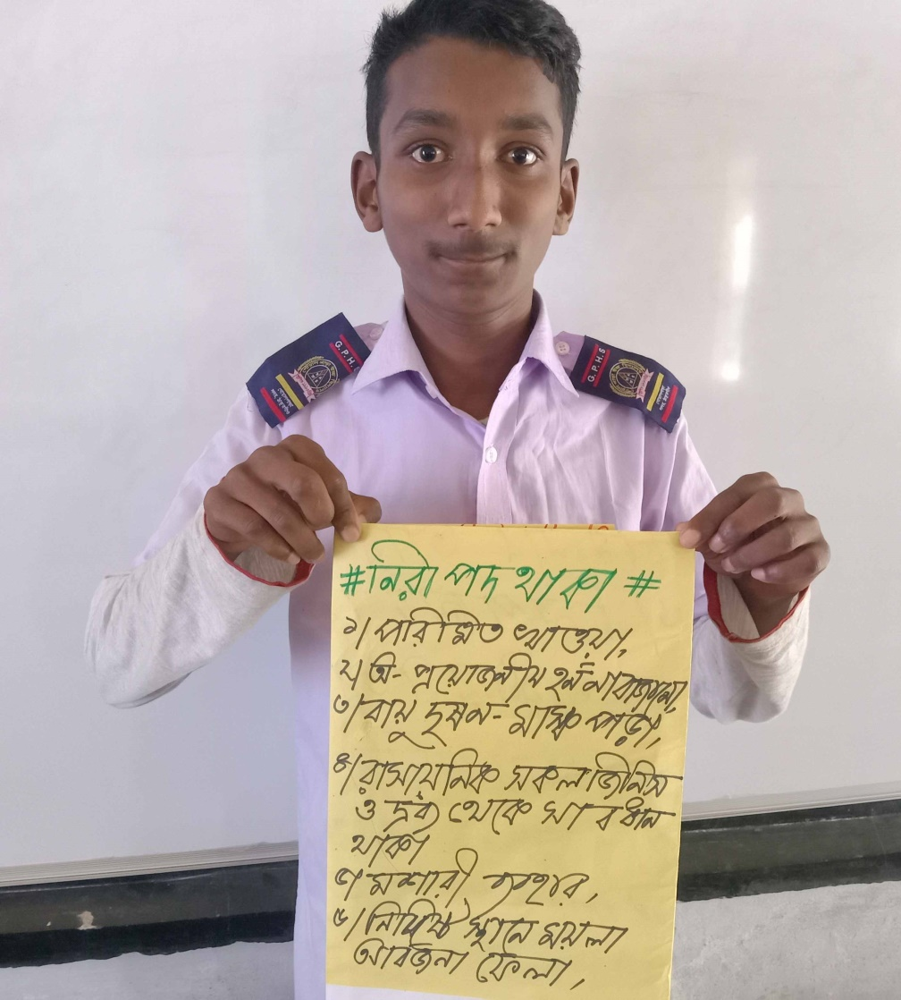 G.P.H.
G.P.H.S
# নিরাপদ থাকা #
১| পরিমিত খাওয়া,
২| অ- প্রয়োজনীয় হর্ন না বাজানো,
৩| বায়ু দূষন- মাস্ক পড়া,
৪| রাসায়নিক সকল জিনিস
ও দ্রব্য থেকে সাবধান
থাকা
৫| মশারী ব্যবহার,
৬| নির্দিষ্ট স্থানে ময়লা
আবর্জনা ফেলা,